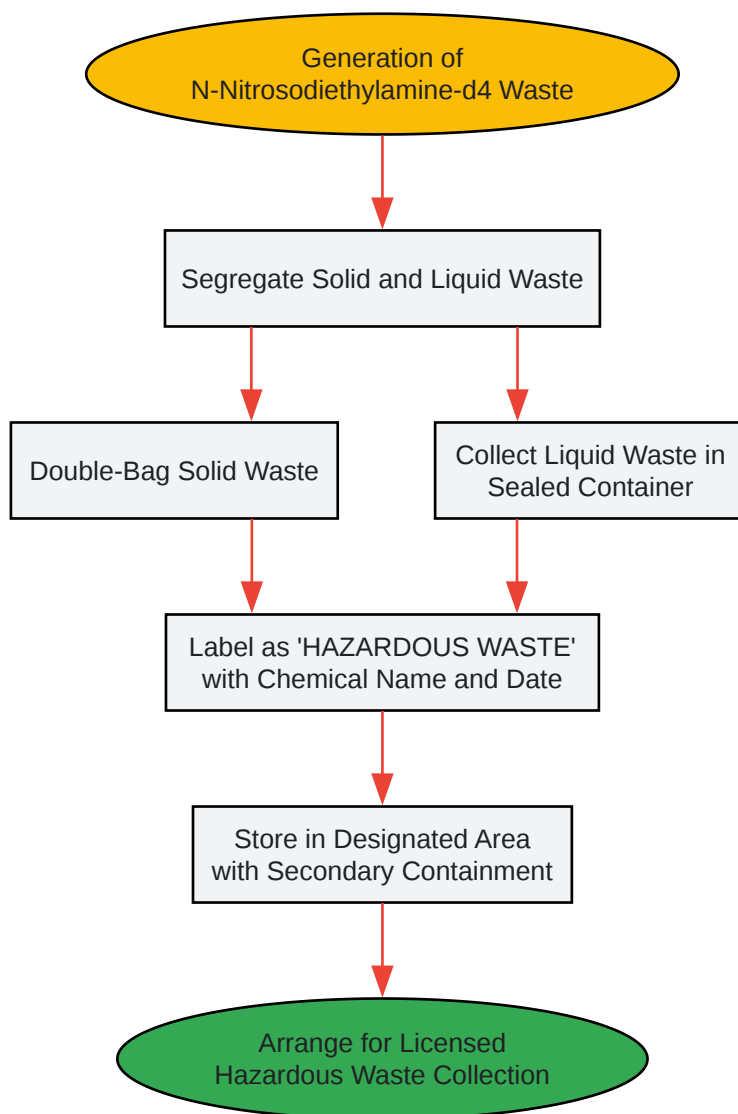 Generation of
N-Nitrosodiethylamine-d4 Waste
Segregate Solid and Liquid Waste
Double-Bag Solid Waste
Collect Liquid Waste in
Sealed Container
Label as 'HAZARDOUS WASTE'
with Chemical Name and Date
Store in Designated Area
with Secondary Containment
Arrange for Licensed
Hazardous Waste Collection